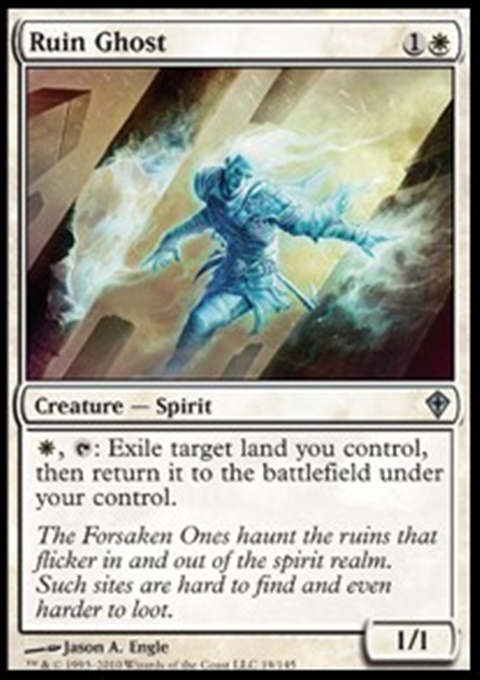 Ruin Ghost 1
Creature — Spirit
, : Exile target land you control,
then return it to the battlefield under
your control.
The Forsaken Ones haunt the ruins that
flicker in and out of the spirit realm.
Such sites are hard to find and even
harder to loot.
Jason A. Engle
1/1
™ & © 1993–2010 Wizards of the Coast LLC 19/145